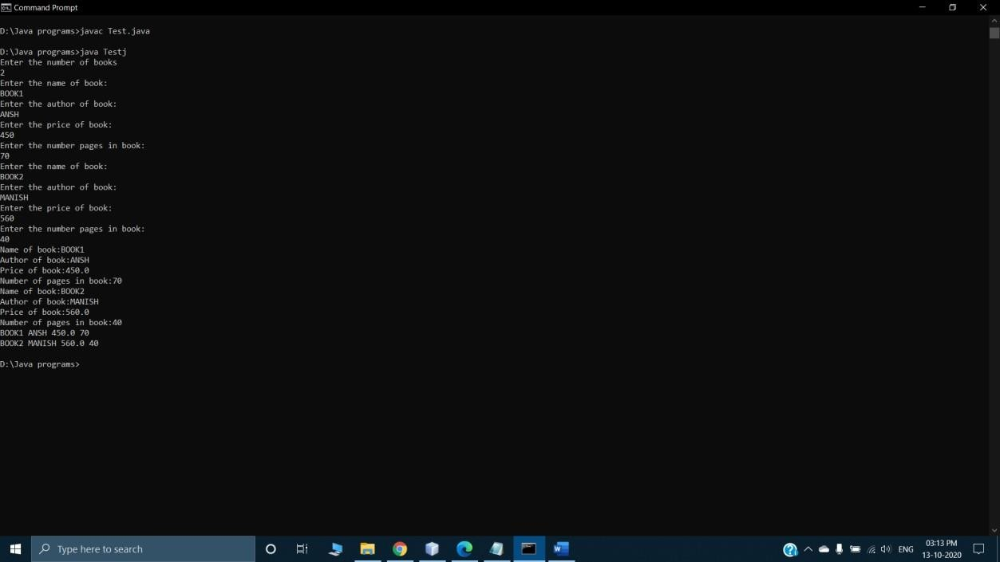 Command Prompt
D:\Java programs>javac Test.java
D:\Java programs>java Testj
Enter the number of books
2
Enter the name of book:
BOOK1
Enter the author of book:
ANSH
Enter the price of book:
450
Enter the number pages in book:
70
Enter the name of book:
BOOK2
Enter the author of book:
MANISH
Enter the price of book:
560
Enter the number pages in book:
40
Name of book:BOOK1
Author of book:ANSH
Price of book:450.0
Number of pages in book:70
Name of book:BOOK2
Author of book:MANISH
Price of book:560.0
Number of pages in book:40
BOOK1 ANSH 450.0 70
BOOK2 MANISH 560.0 40
D:\Java programs>
Type here to search
ENG
03:13 PM
13-10-2020